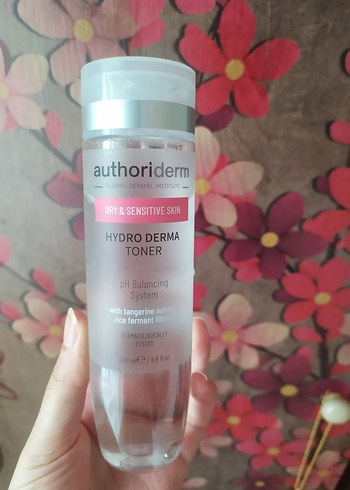 authoriderm
GLOBAL DERMAL INSTITUTE
DRY & SENSITIVE SKIN
HYDRO DERMA
TONER
pH Balancing
System
with tangerine
rice ferment
DERMATOLOGICALLY
TESTED
200 ml ℮ / 6.8 fl.oz